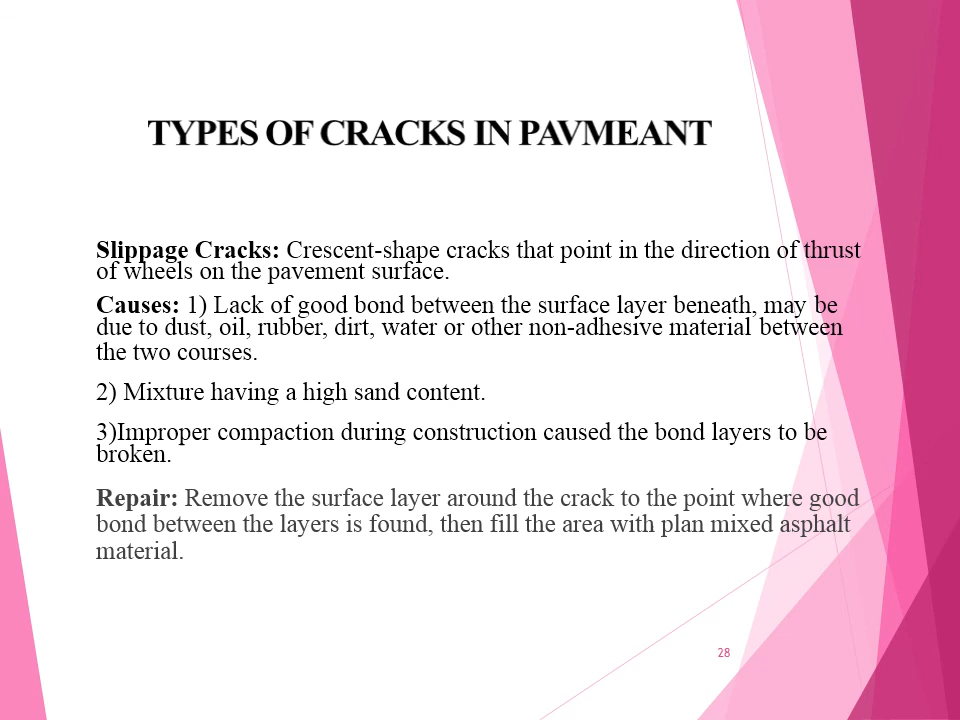 TYPES OF CRACKS IN PAVMEANT
Slippage Cracks: Crescent-shape cracks that point in the direction of thrust
of wheels on the pavement surface.
Causes: 1) Lack of good bond between the surface layer beneath, may be
due to dust, oil, rubber, dirt, water or other non-adhesive material between
the two courses.
2) Mixture having a high sand content.
3)Improper compaction during construction caused the bond layers to be
broken.
Repair: Remove the surface layer around the crack to the point where good
bond between the layers is found, then fill the area with plan mixed asphalt
material.
28